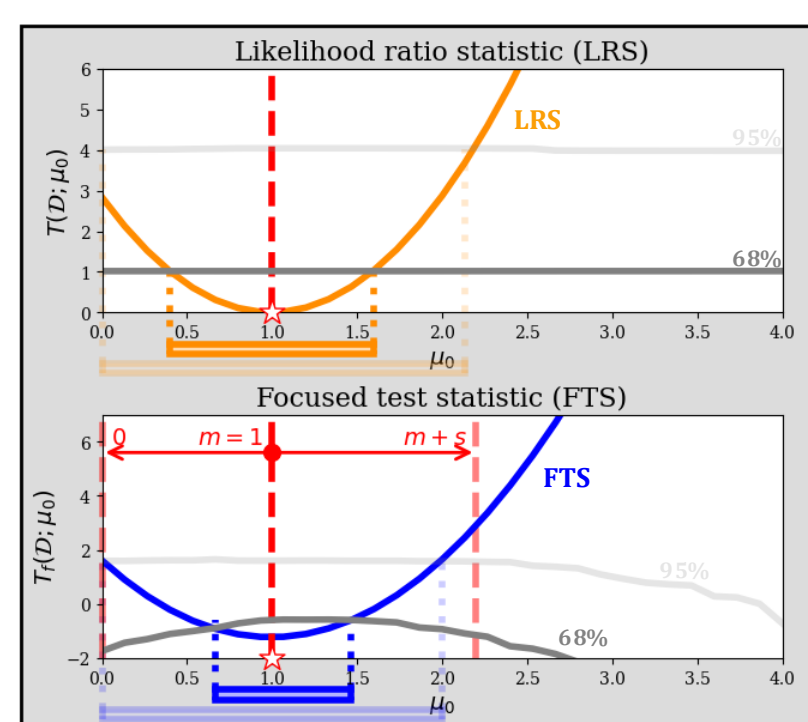 Likelihood ratio statistic (LRS)
6
5
4
3
2
1
0
T(𝒟; μ₀)
LRS
95%
68%
0.0 0.5 1.0 1.5 2.0 2.5 3.0 3.5 4.0
μ₀
Focused test statistic (FTS)
6
4
2
0
−2
T_f(𝒟; μ₀)
0 m = 1 m + s
FTS
95%
68%
0.0 0.5 1.0 1.5 2.0 2.5 3.0 3.5 4.0
μ₀